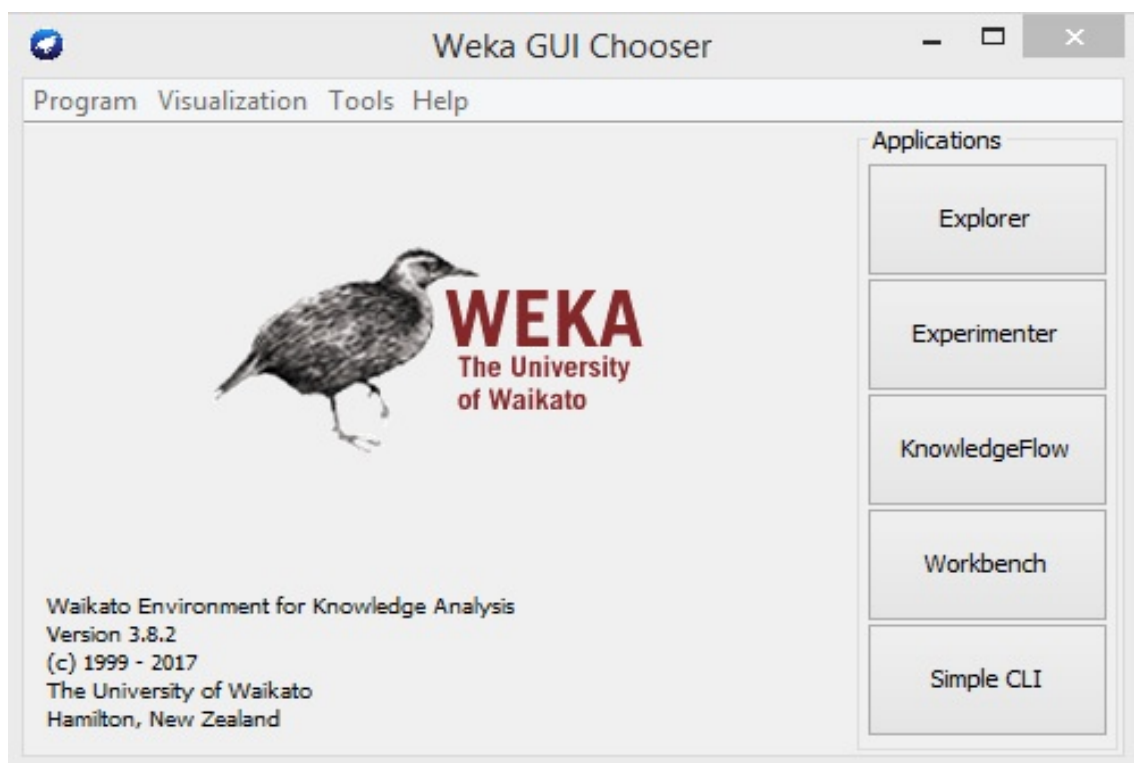 Weka GUI Chooser
Program Visualization Tools Help
Applications
Explorer
Experimenter
KnowledgeFlow
Workbench
Simple CLI
WEKA
The University
of Waikato
Waikato Environment for Knowledge Analysis
Version 3.8.2
(c) 1999 - 2017
The University of Waikato
Hamilton, New Zealand